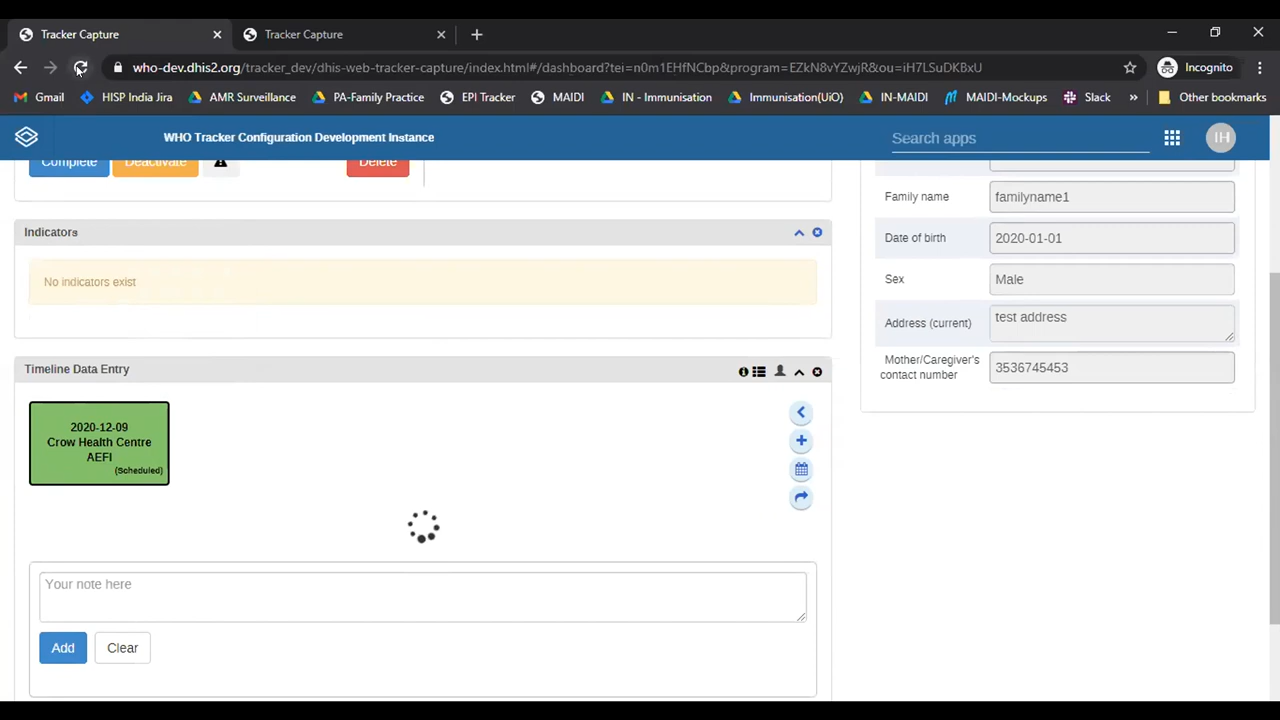 Tracker Capture
Tracker Capture
who-dev.dhis2.org/tracker_dev/dhis-web-tracker-capture/index.html#/dashboard?tei=n0m1EHfNCbp&program=EZkN8vYZwjR&ou=iH7LSuDKBxU
Incognito
Gmail
HISP India Jira
AMR Surveillance
PA-Family Practice
EPI Tracker
MAIDI
IN - Immunisation
Immunisation(UiO)
IN-MAIDI
MAIDI-Mockups
Slack
Other bookmarks
WHO Tracker Configuration Development Instance
Search apps
IH
Complete
Deactivate
Delete
Indicators
No indicators exist
Timeline Data Entry
2020-12-09
Crow Health Centre
AEFI
(Scheduled)
Your note here
Add
Clear
Family name
familyname1
Date of birth
2020-01-01
Sex
Male
Address (current)
test address
Mother/Caregiver's
contact number
3536745453